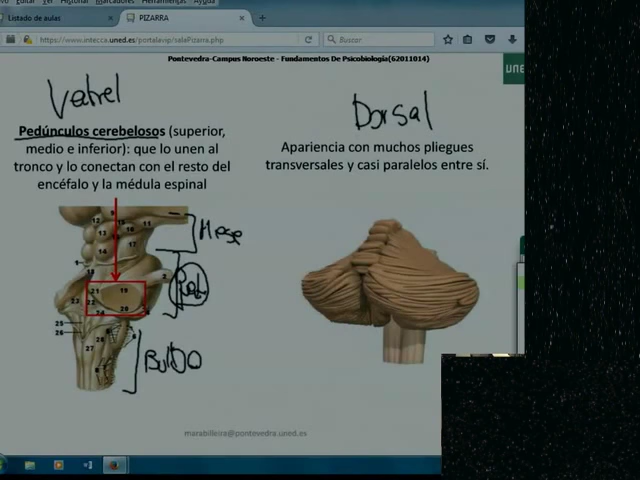 Herramientas Ayuda
Listado de aulas
PIZARRA
https://www.intecca.uned.es/portalavip/salaPizarra.php
Buscar
Pontevedra-Campus Noroeste - Fundamentos De Psicobiología(62011014)
Dorsal
Pedúnculos cerebelosos (superior,
medio e inferior): que lo unen al
tronco y lo conectan con el resto del
encéfalo y la médula espinal
Apariencia con muchos pliegues
transversales y casi paralelos entre sí.
Mese
BulbO
marabilleira@pontevedra.uned.es